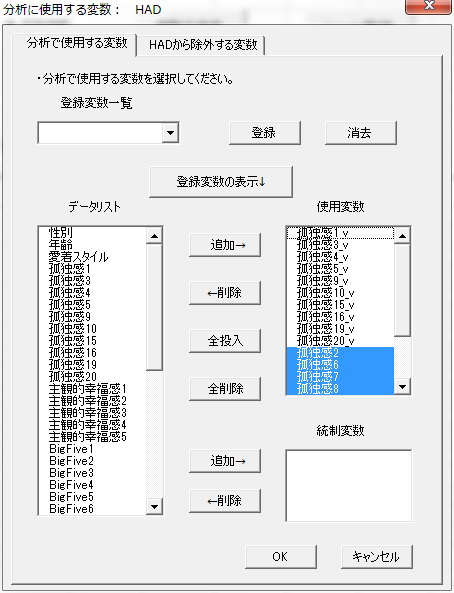 分析に使用する変数： HAD
分析で使用する変数
HADから除外する変数
・分析で使用する変数を選択してください。
登録変数一覧
登録
消去
登録変数の表示↓
データリスト
性別
年齢
愛着スタイル
孤独感1
孤独感3
孤独感4
孤独感5
孤独感9
孤独感10
孤独感15
孤独感16
孤独感19
孤独感20
主観的幸福感1
主観的幸福感2
主観的幸福感3
主観的幸福感4
主観的幸福感5
BigFive1
BigFive2
BigFive3
BigFive4
BigFive5
BigFive6
追加→
←削除
全投入
全削除
追加→
←削除
使用変数
孤独感1_v
孤独感3_v
孤独感4_v
孤独感5_v
孤独感9_v
孤独感10_v
孤独感15_v
孤独感16_v
孤独感19_v
孤独感20_v
孤独感2
孤独感6
孤独感7
孤独感8
統制変数
OK
キャンセル